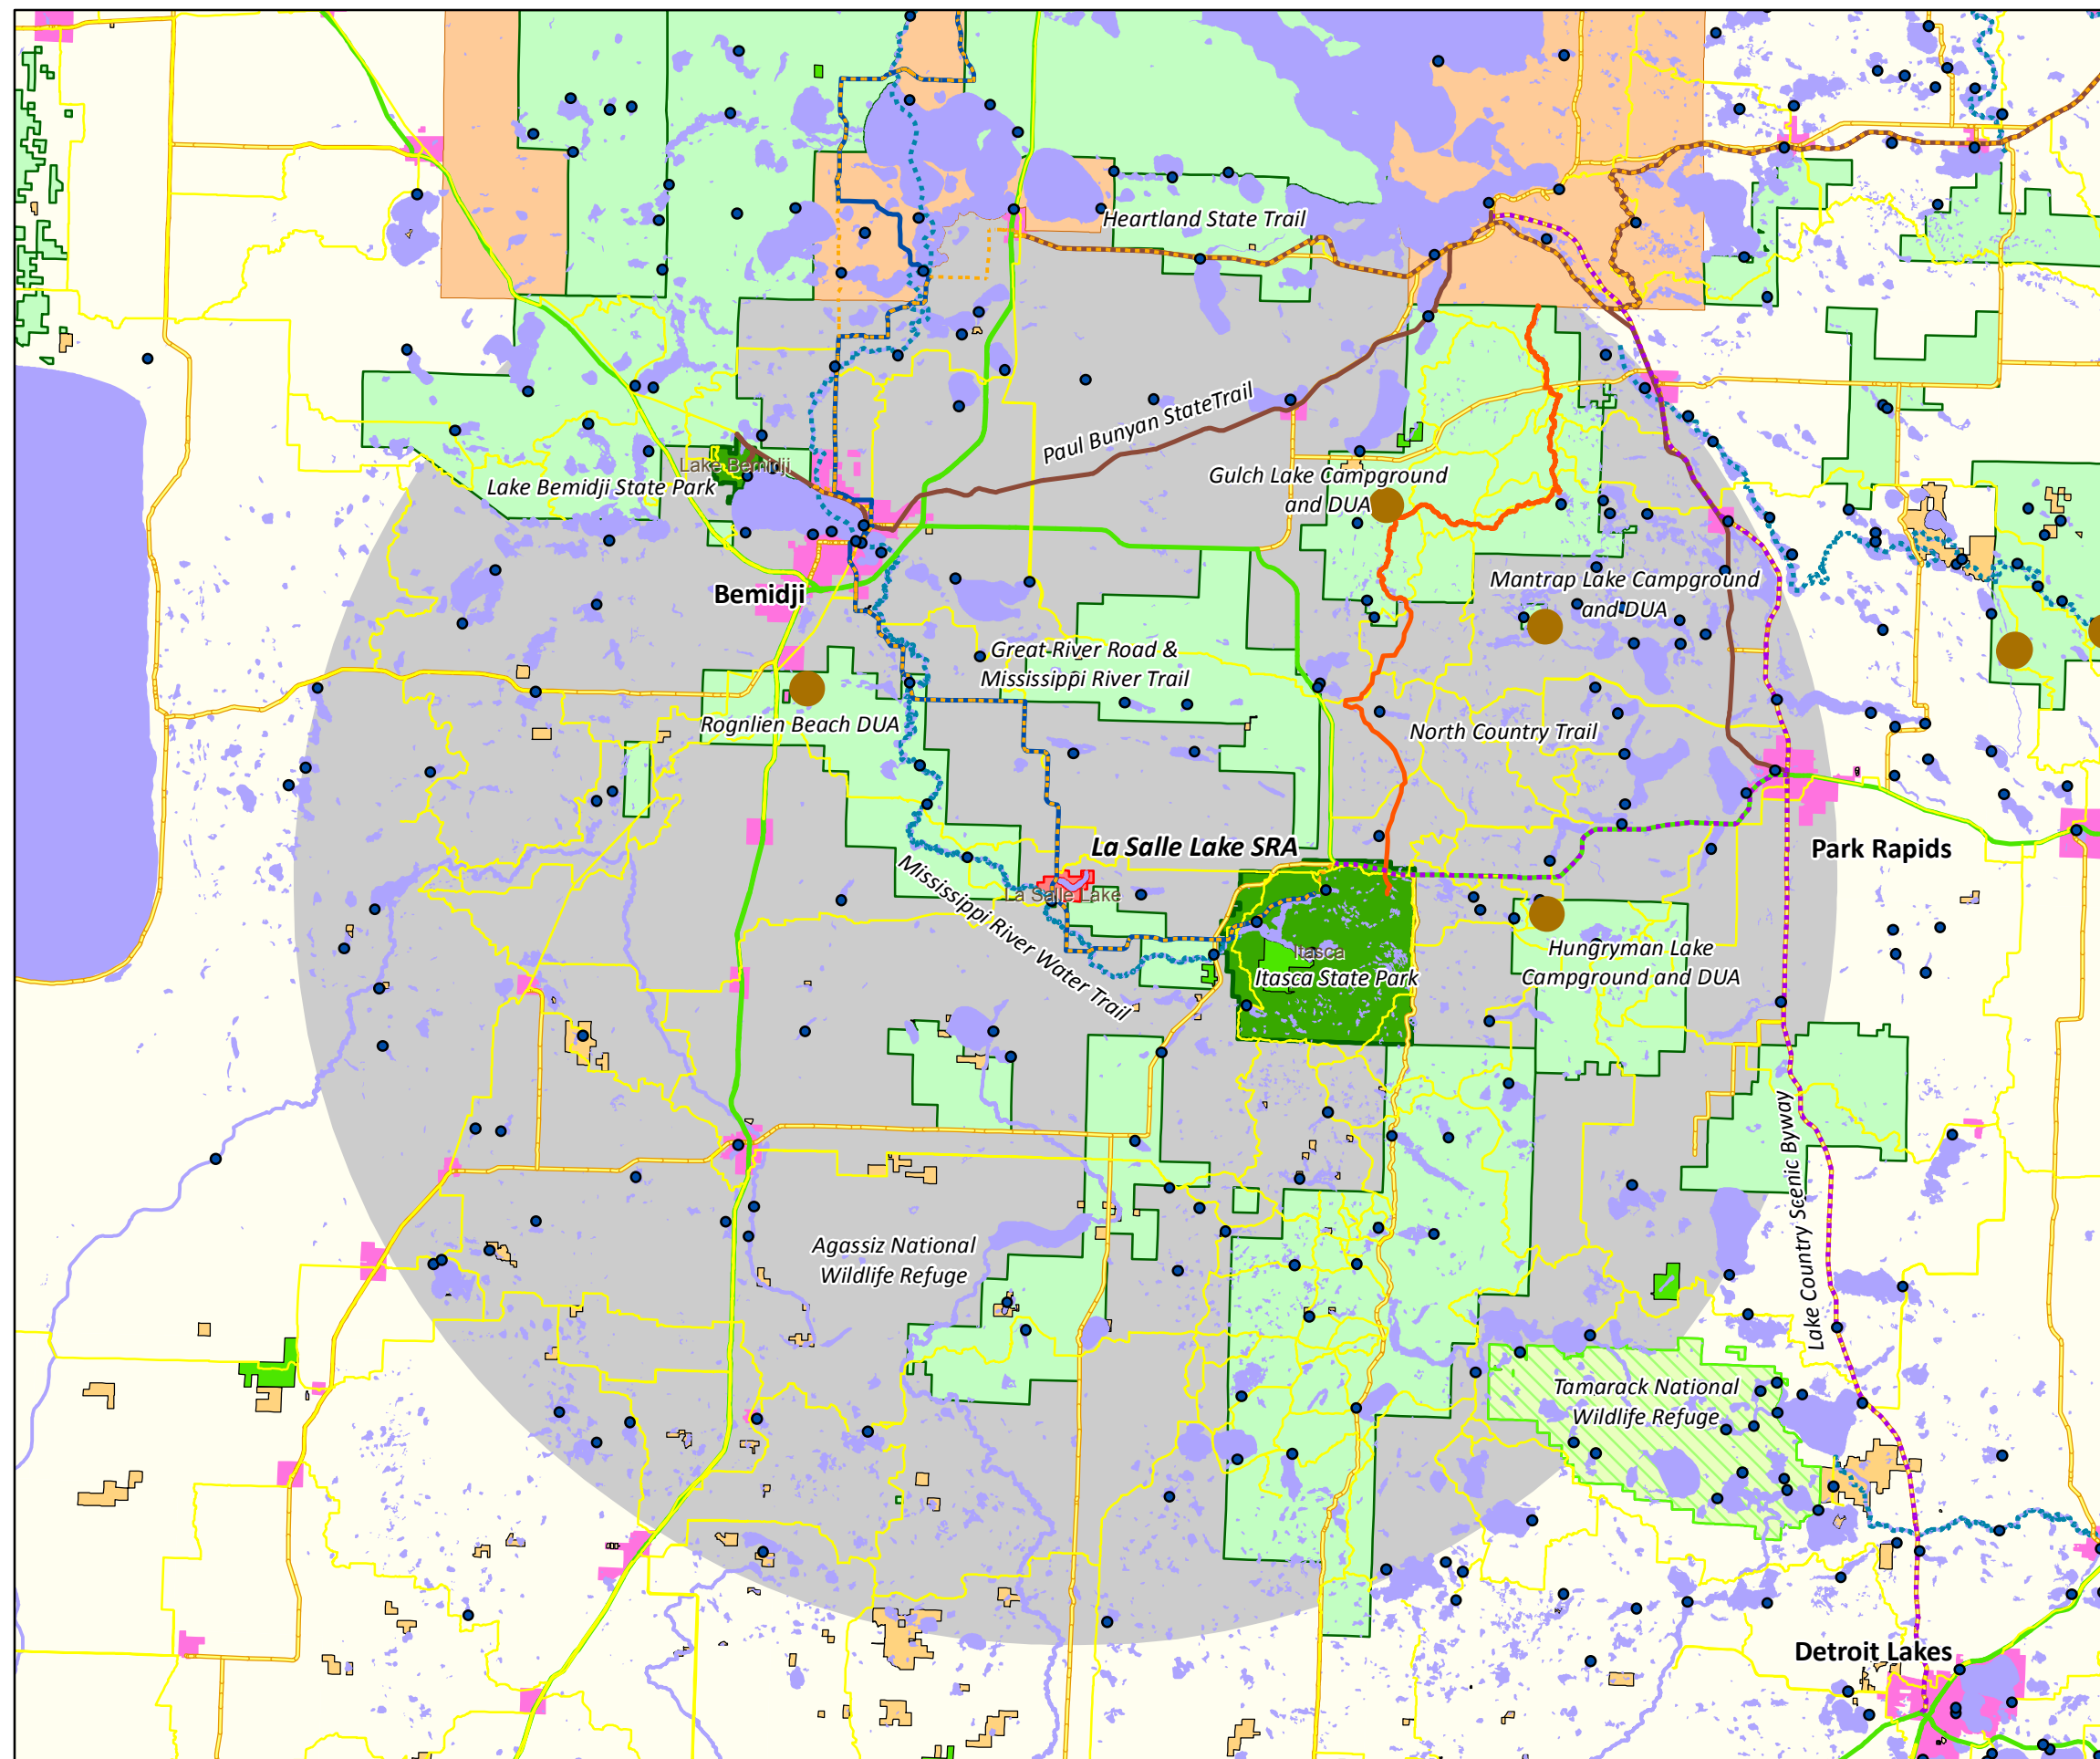 Heartland State Trail
Paul Bunyan StateTrail
Lake Bemidji
Lake Bemidji State Park
Gulch Lake Campground
and DUA
Bemidji
Mantrap Lake Campground
and DUA
Great River Road &
Mississippi River Trail
Rognlien Beach DUA
North Country Trail
La Salle Lake SRA
Park Rapids
La Salle Lake
Mississippi River Water Trail
Itasca
Itasca State Park
Hungryman Lake
Campground and DUA
Lake Country Scenic Byway
Agassiz National
Wildlife Refuge
Tamarack National
Wildlife Refuge
Detroit Lakes